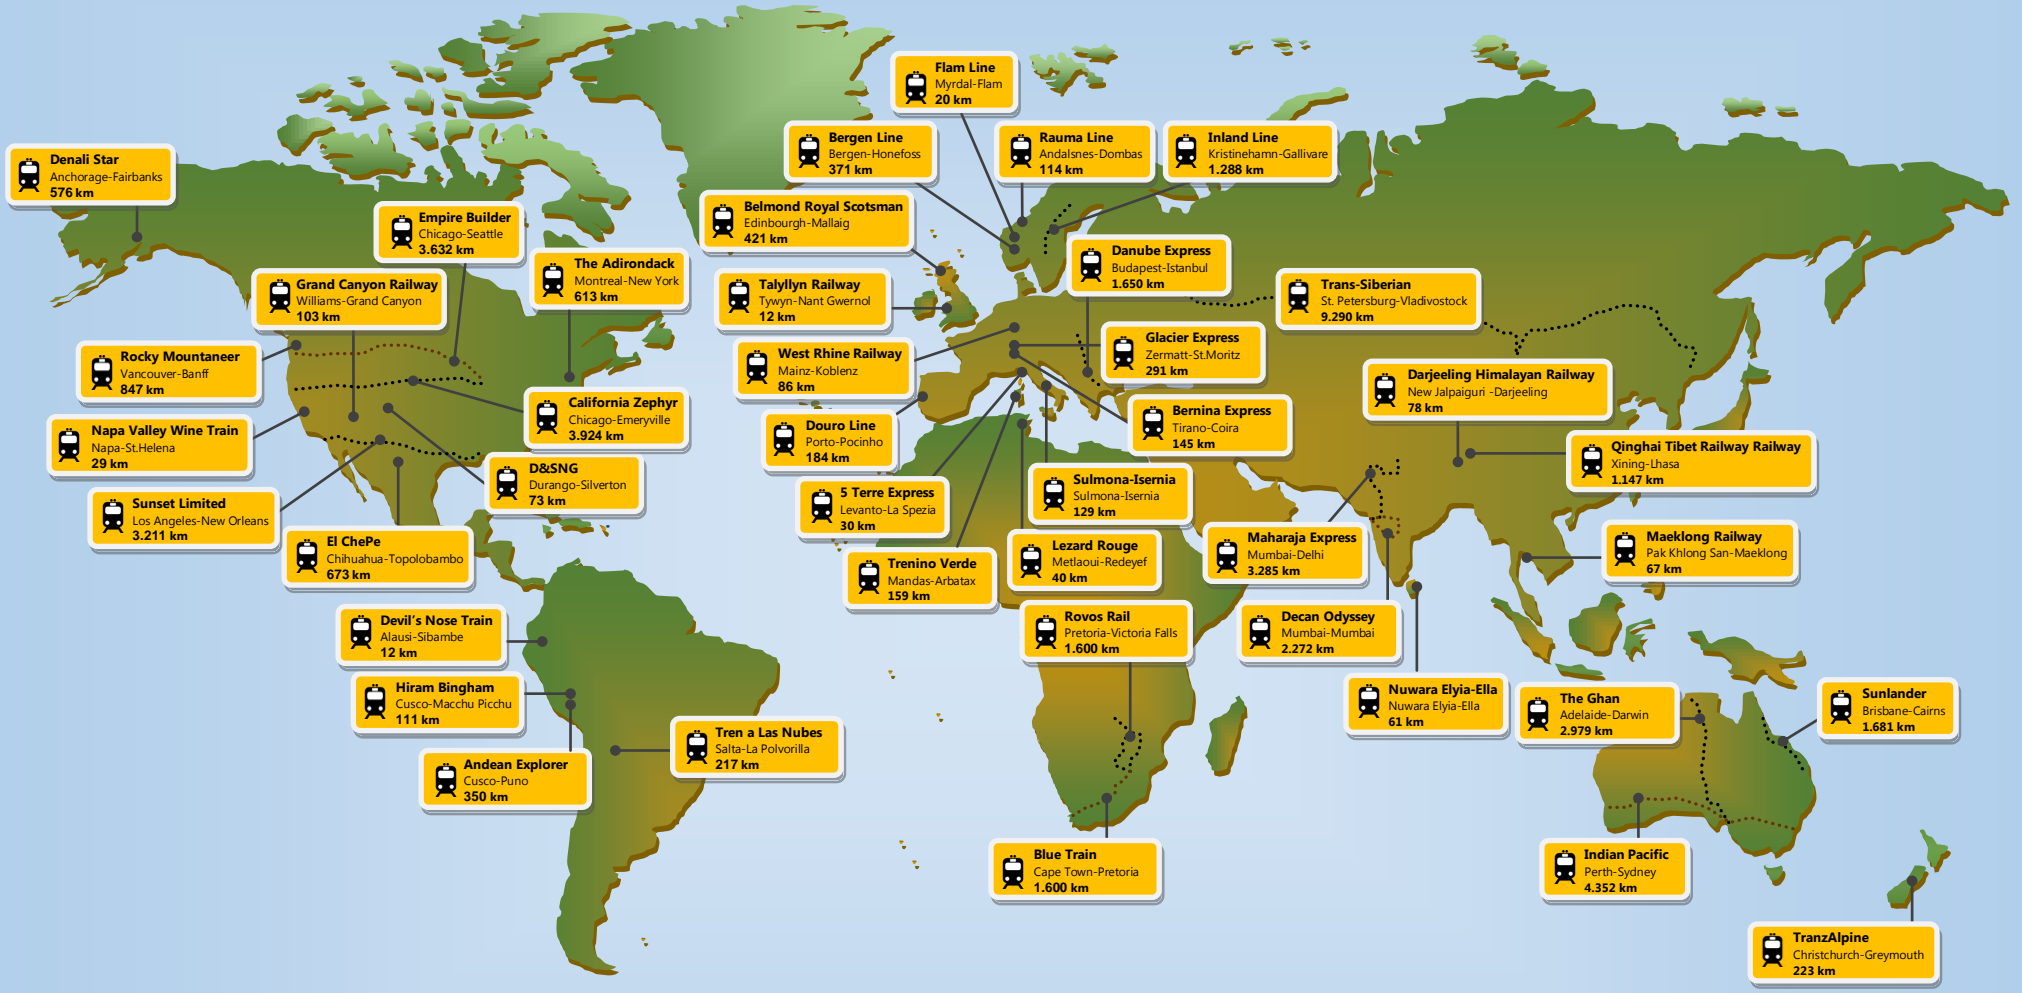 Flam Line
Myrdal-Flam
20 km
Bergen Line
Bergen-Honefoss
371 km
Rauma Line
Andalsnes-Dombas
114 km
Inland Line
Kristinehamn-Gallivare
1.288 km
Denali Star
Anchorage-Fairbanks
576 km
Empire Builder
Chicago-Seattle
3.632 km
Belmond Royal Scotsman
Edinbourgh-Mallaig
421 km
The Adirondack
Montreal-New York
613 km
Danube Express
Budapest-Istanbul
1.650 km
Grand Canyon Railway
Williams-Grand Canyon
103 km
Talyllyn Railway
Tywyn-Nant Gwernol
12 km
Trans-Siberian
St. Petersburg-Vladivostock
9.290 km
Rocky Mountaneer
Vancouver-Banff
847 km
West Rhine Railway
Mainz-Koblenz
86 km
Glacier Express
Zermatt-St.Moritz
291 km
Darjeeling Himalayan Railway
New Jalpaiguri -Darjeeling
78 km
California Zephyr
Chicago-Emeryville
3.924 km
Napa Valley Wine Train
Napa-St.Helena
29 km
Douro Line
Porto-Pocinho
184 km
Bernina Express
Tirano-Coira
145 km
Qinghai Tibet Railway Railway
Xining-Lhasa
1.147 km
D&SNG
Durango-Silverton
73 km
Sunset Limited
Los Angeles-New Orleans
3.211 km
5 Terre Express
Levanto-La Spezia
30 km
Sulmona-Isernia
Sulmona-Isernia
129 km
El ChePe
Chihuahua-Topolobambo
673 km
Trenino Verde
Mandas-Arbatax
159 km
Lezard Rouge
Metlaoui-Redeyef
40 km
Maharaja Express
Mumbai-Delhi
3.285 km
Maeklong Railway
Pak Khlong San-Maeklong
67 km
Devil's Nose Train
Alausi-Sibambe
12 km
Rovos Rail
Pretoria-Victoria Falls
1.600 km
Decan Odyssey
Mumbai-Mumbai
2.272 km
Hiram Bingham
Cusco-Macchu Picchu
111 km
Nuwara Elyia-Ella
Nuwara Elyia-Ella
61 km
The Ghan
Adelaide-Darwin
2.979 km
Sunlander
Brisbane-Cairns
1.681 km
Tren a Las Nubes
Salta-La Polvorilla
217 km
Andean Explorer
Cusco-Puno
350 km
Blue Train
Cape Town-Pretoria
1.600 km
Indian Pacific
Perth-Sydney
4.352 km
TranzAlpine
Christchurch-Greymouth
223 km